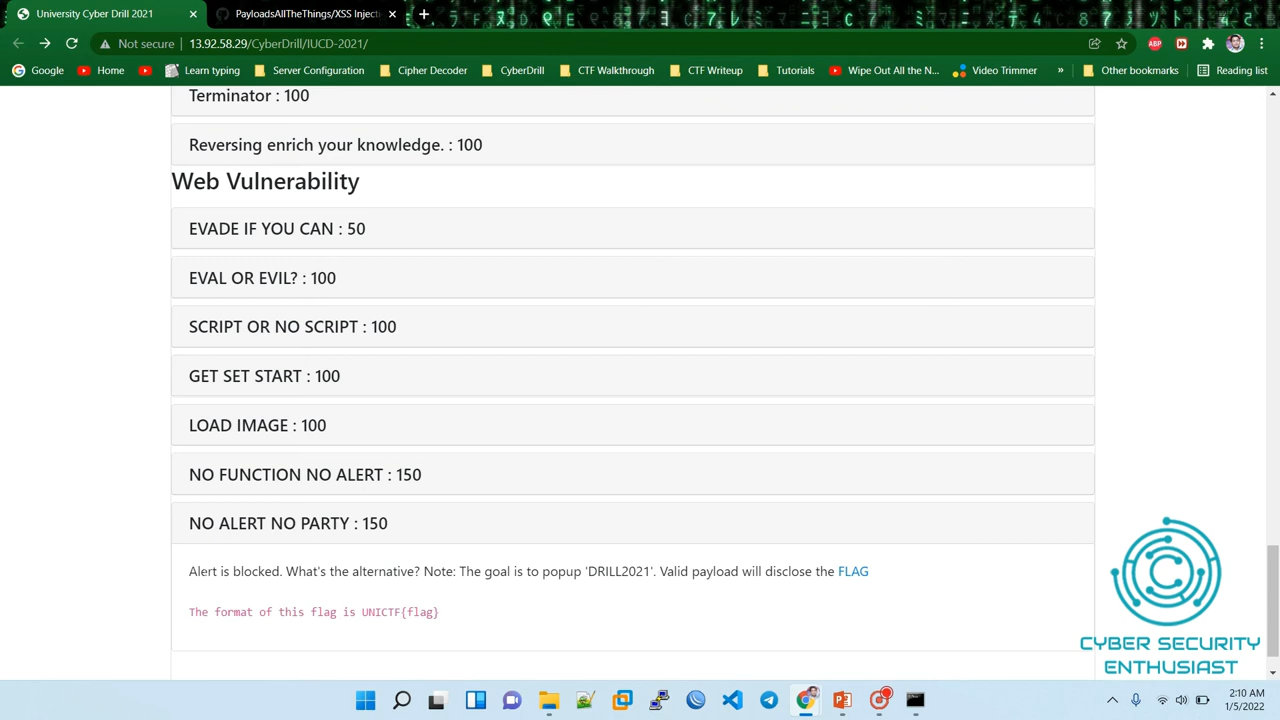 University Cyber Drill 2021
PayloadsAllTheThings/XSS Injecti
Not secure
13.92.58.29/CyberDrill/IUCD-2021/
ABP
Google
Home
Learn typing
Server Configuration
Cipher Decoder
CyberDrill
CTF Walkthrough
CTF Writeup
Tutorials
Wipe Out All the N...
Video Trimmer
»
Other bookmarks
Reading list
Terminator : 100
Reversing enrich your knowledge. : 100
Web Vulnerability
EVADE IF YOU CAN : 50
EVAL OR EVIL? : 100
SCRIPT OR NO SCRIPT : 100
GET SET START : 100
LOAD IMAGE : 100
NO FUNCTION NO ALERT : 150
NO ALERT NO PARTY : 150
Alert is blocked. What's the alternative? Note: The goal is to popup 'DRILL2021'. Valid payload will disclose the FLAG
The format of this flag is UNICTF{flag}
CYBER SECURITY
ENTHUSIAST
2:10 AM
1/5/2022